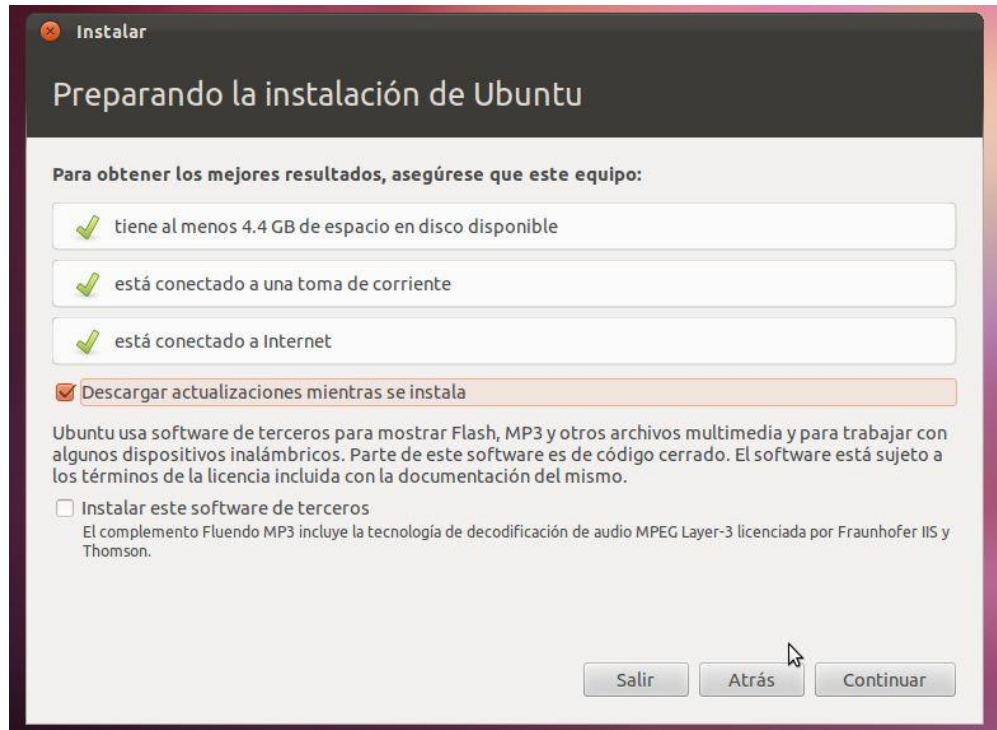 Instalar
Preparando la instalación de Ubuntu
Para obtener los mejores resultados, asegúrese que este equipo:
tiene al menos 4.4 GB de espacio en disco disponible
está conectado a una toma de corriente
está conectado a Internet
Descargar actualizaciones mientras se instala
Ubuntu usa software de terceros para mostrar Flash, MP3 y otros archivos multimedia y para trabajar con
algunos dispositivos inalámbricos. Parte de este software es de código cerrado. El software está sujeto a
los términos de la licencia incluida con la documentación del mismo.
Instalar este software de terceros
El complemento Fluendo MP3 incluye la tecnología de decodificación de audio MPEG Layer-3 licenciada por Fraunhofer IIS y
Thomson.
Salir Atrás Continuar